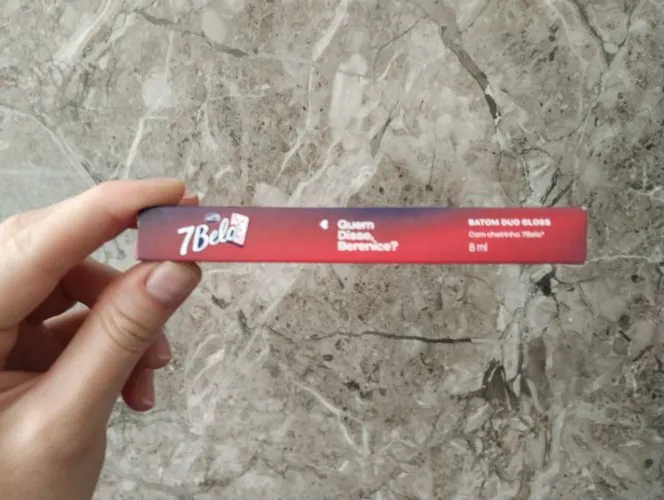 7Belo
Quem
Disse,
Berenice?
BATOM DUO GLOSS
Com cheirinho 7Belo*
8 ml